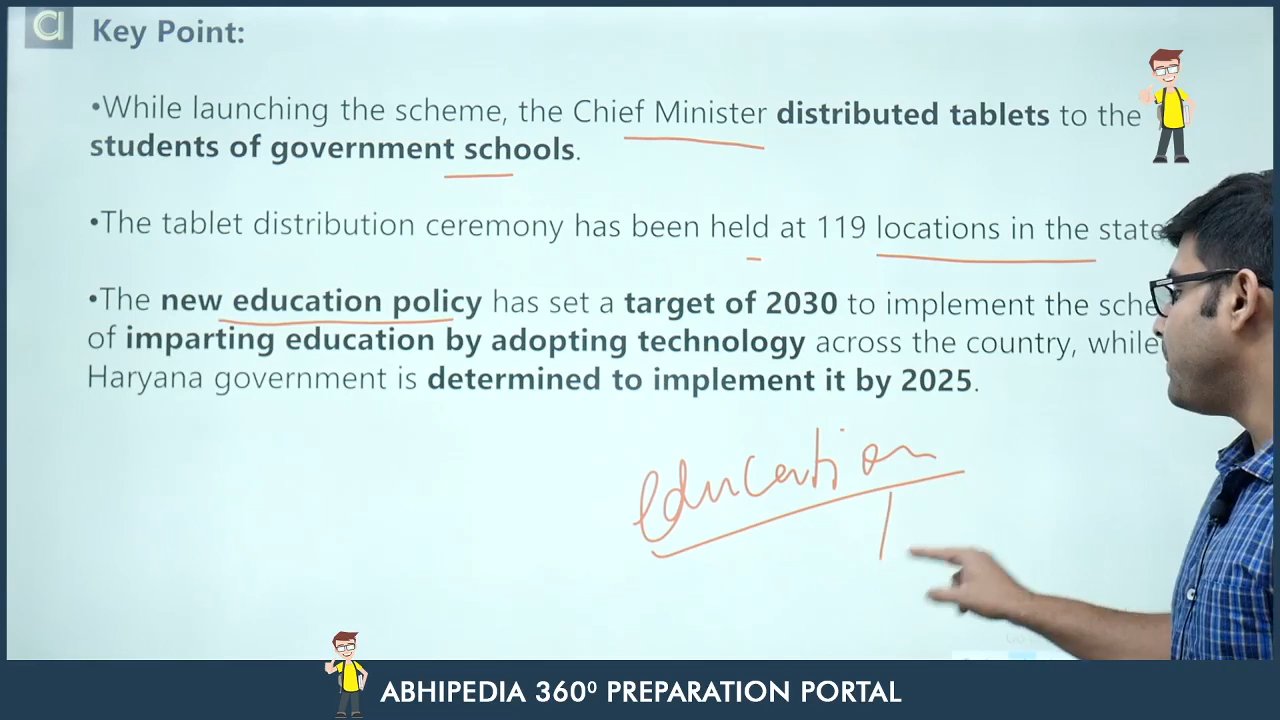 Key Point:
•While launching the scheme, the Chief Minister distributed tablets to the
students of government schools.
•The tablet distribution ceremony has been held at 119 locations in the state
•The new education policy has set a target of 2030 to implement the
of imparting education by adopting technology across the country, while
Haryana government is determined to implement it by 2025.
education
ABHIPEDIA 360⁰ PREPARATION PORTAL